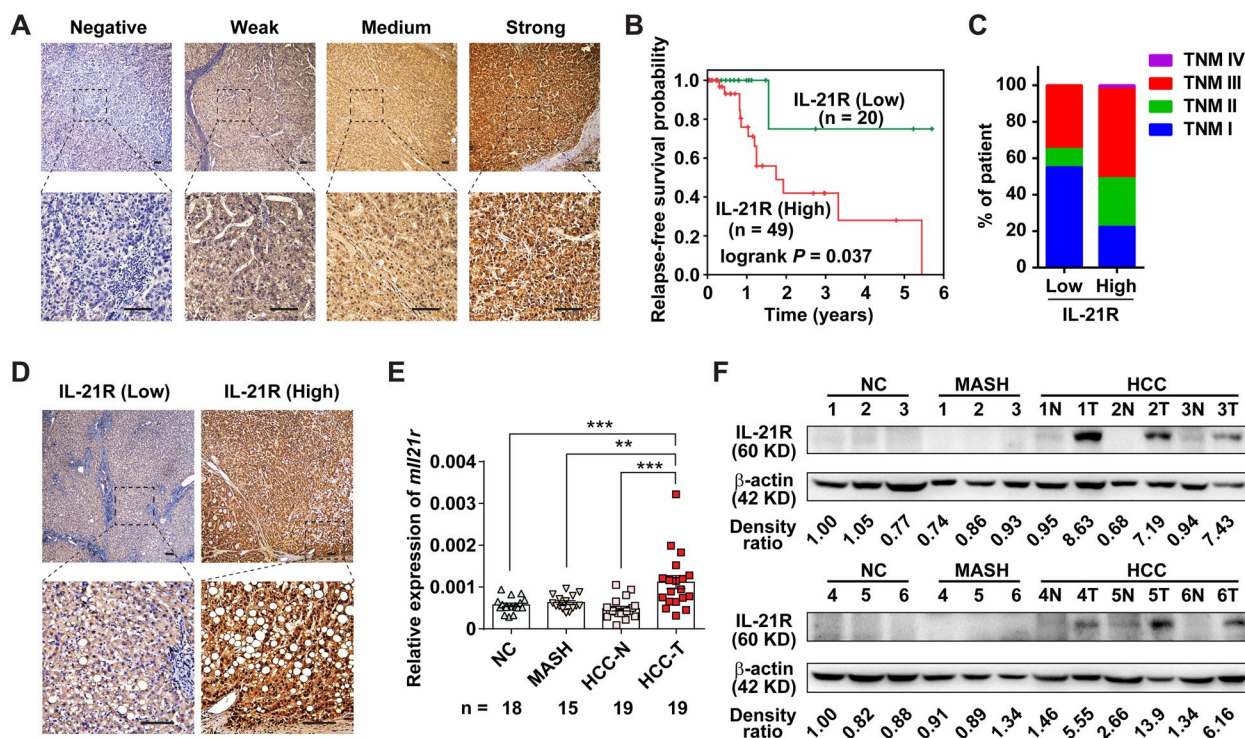 A
Negative
Weak
Medium
Strong
B
Relapse-free survival probability
1.0
0.8
0.6
0.4
0.2
0.0
IL-21R (Low)
(n = 20)
IL-21R (High)
(n = 49)
logrank P = 0.037
0 1 2 3 4 5 6
Time (years)
C
% of patient
100
80
60
40
20
0
Low High
IL-21R
TNM IV
TNM III
TNM II
TNM I
D
IL-21R (Low)
IL-21R (High)
E
Relative expression of mIl21r
0.004
0.003
0.002
0.001
0
***
**
***
NC
MASH
HCC-N
HCC-T
n = 18 15 19 19
F
NC MASH HCC
1 2 3 1 2 3 1N 1T 2N 2T 3N 3T
IL-21R
(60 KD)
β-actin
(42 KD)
Density
ratio
1.00 1.05 0.77 0.74 0.86 0.93 0.95 8.63 0.68 7.19 0.94 7.43
NC MASH HCC
4 5 6 4 5 6 4N 4T 5N 5T 6N 6T
IL-21R
(60 KD)
β-actin
(42 KD)
Density
ratio
1.00 0.82 0.88 0.91 0.89 1.34 1.46 5.55 2.66 13.9 1.34 6.16